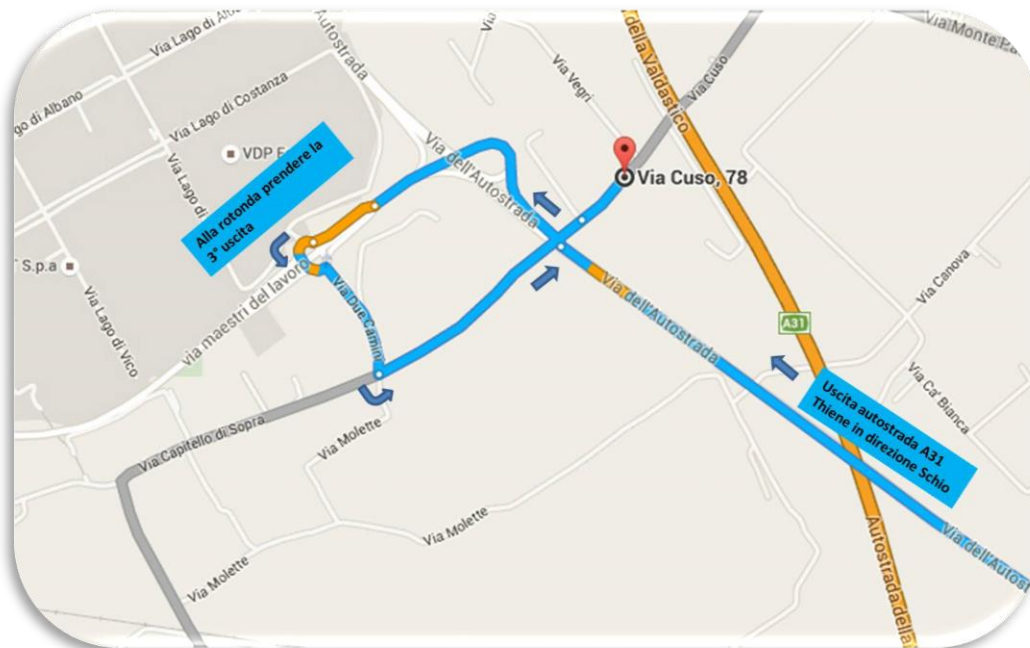 Autostrada
Via Lago di
Via Lago di Costanza
go di Albano
VDP
Via Vegri
Via Cuso
della Valdastico
Via Monte Pa
Via dell'Autostrada
Via Cuso, 78
Alla rotonda prendere la
3° uscita
S.p.a
Via Lago di
Via Lago di Vico
via maestri del lavoro
Via Due Camini
Via dell'Autostrada
Via Canova
A31
Via Ca' Bianca
Uscita autostrada A31
Thiene in direzione Schio
Via Capitello di Sopra
Via Molette
Via Molette
Via Molette
Via dell'Autost
Autostrada della